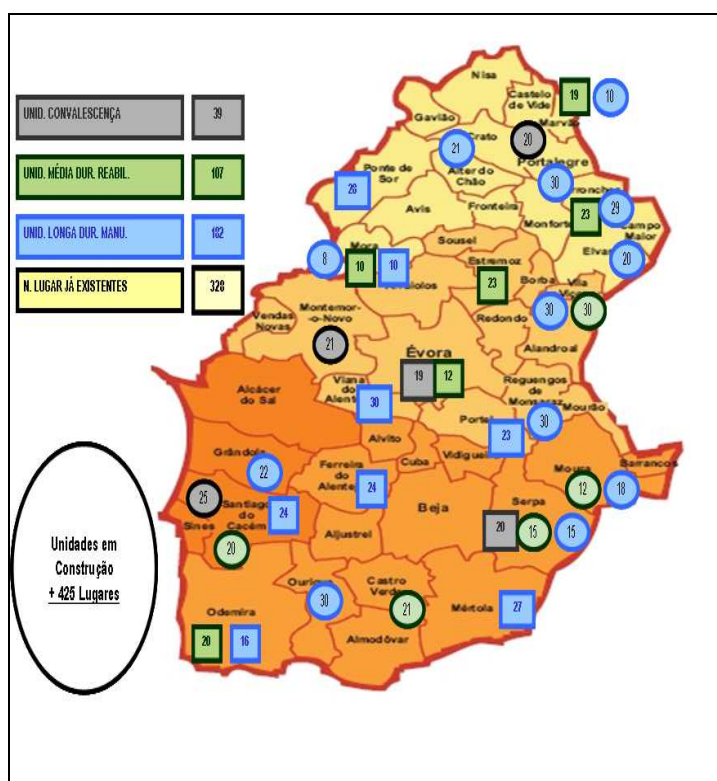 UNID. CONVALESCENÇA 39
UNID. MÉDIA DUR. REABIL. 107
UNID. LONGA DUR. MANU. 182
N. LUGAR JÁ EXISTENTES 328
Nisa
Castelo de Vide
19 10
Gavião
Marvão
Crato
20
21
Portalegre
Alter do Chão
Ponte de Sor
30
Avis
Fronteira
Monforte
23 29
Campo Maior
Sousel
Elvas
20
Mora
8 10 10
Estremoz
23
Borba
Montemor
-o-Novo
Vendas Novas
Redondo
30 30
21
Évora
Alandroal
19 12
Viana do
30
Reguengos de Monsaraz
Mourão
Alcácer do Sal
Portel
23 30
Alvito
Cuba
Vidigueira
Grândola
22
Ferreira do Alentejo
24
Moura
Barrancos
12 18
25
Sines
Santiago do Cacém
24
20
Beja
Serpa
20 15 15
Aljustrel
Unidades em
Construção
+ 425 Lugares
Ourique
30
Castro Verde
21
Mértola
27
Odemira
20 16
Almodôvar